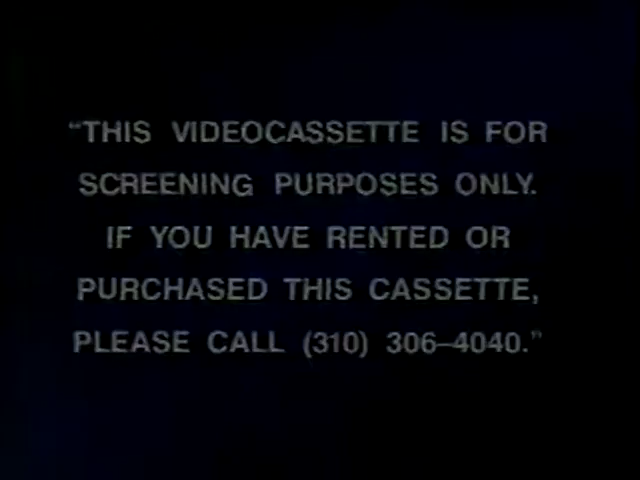 “THIS VIDEOCASSETTE IS FOR
SCREENING PURPOSES ONLY.
IF YOU HAVE RENTED OR
PURCHASED THIS CASSETTE,
PLEASE CALL (310) 306–4040.”